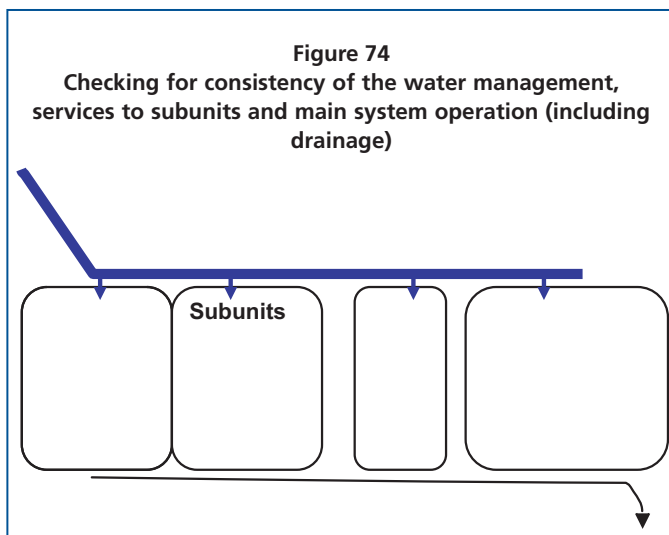 Figure 74
Checking for consistency of the water management,
services to subunits and main system operation (including
drainage)
Subunits